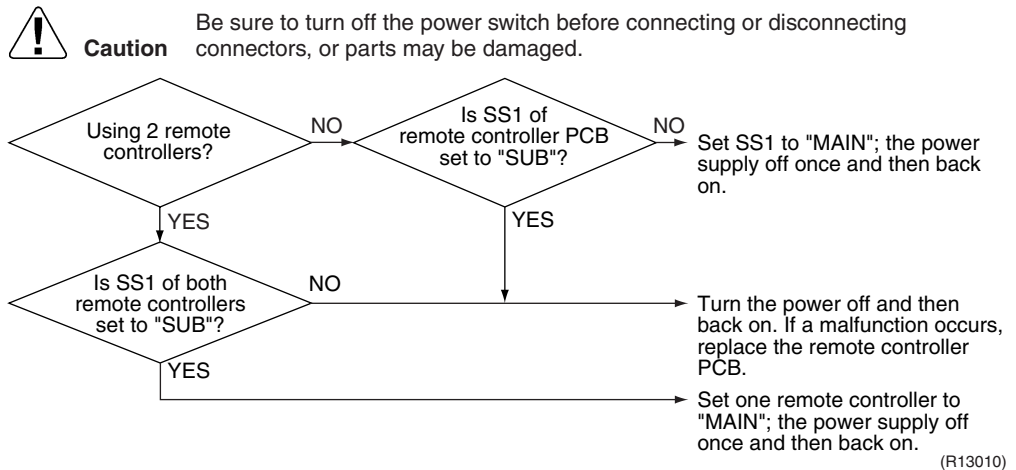 Be sure to turn off the power switch before connecting or disconnecting
Caution connectors, or parts may be damaged.
Using 2 remote
controllers?
NO
Is SS1 of
remote controller PCB
set to "SUB"?
NO
Set SS1 to "MAIN"; the power
supply off once and then back
on.
YES
YES
Is SS1 of both
remote controllers
set to "SUB"?
NO
Turn the power off and then
back on. If a malfunction occurs,
replace the remote controller
PCB.
YES
Set one remote controller to
"MAIN"; the power supply off
once and then back on.
(R13010)